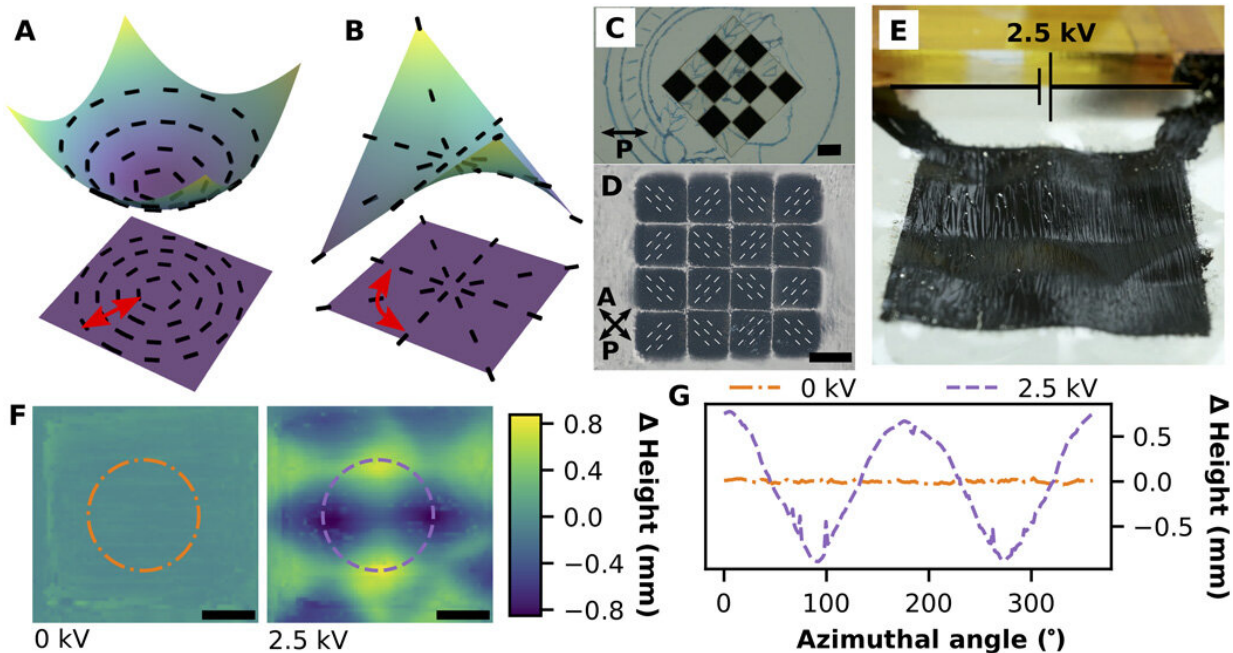 A
B
C
P
D
A
P
E
2.5 kV
F
0 kV
2.5 kV
0.8
0.4
0.0
−0.4
−0.8
Δ Height (mm)
G
0 kV
2.5 kV
0.5
0.0
−0.5
Δ Height (mm)
0
100
200
300
Azimuthal angle (°)